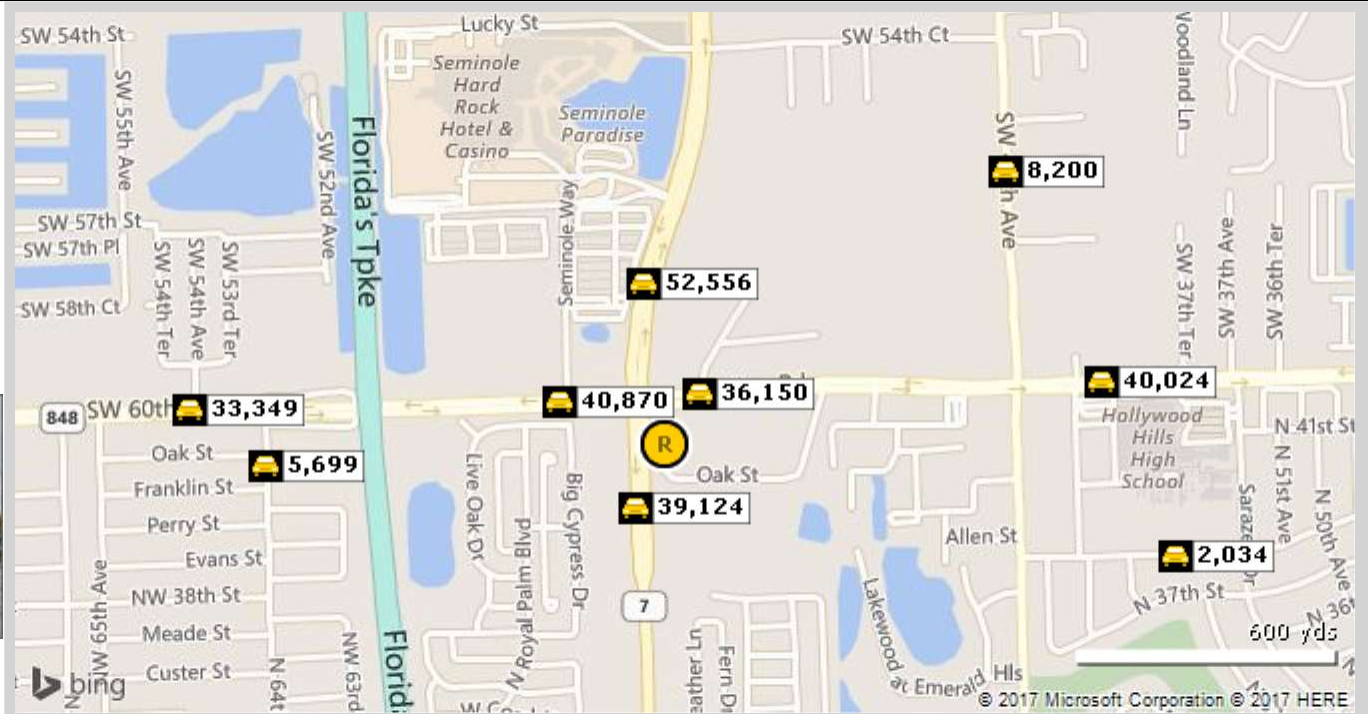 Lucky St
SW 54th St
SW 54th Ct
Woodland Ln
Seminole
Hard
Rock
Hotel &
Casino
Seminole
Paradise
SW 55th Ave
Florida's Tpke
SW 52nd Ave
8,200
SW 57th St
SW 57th Pl
Seminole Way
SW 54th Ter
SW 54th Ave
SW 53rd Ter
SW 37th Ter
SW 37th Ave
SW 36th Ter
52,556
SW 58th Ct
848
SW 60th
33,349
40,870
36,150
40,024
Hollywood
Hills
High
School
N 41st St
R
Oak St
5,699
Oak St
Franklin St
39,124
Live Oak Dr
N Royal Palm Blvd
Big Cypress Dr
N 51st Ave
N 50th Ave
Perry St
Allen St
Evans St
2,034
NW 65th Ave
NW 38th St
7
N 37th St
Meade St
600 yds
Custer St
N 64t
NW 63rd
Florid
Fern Dr
Lakewood
at Emerald Hls
bing
© 2017 Microsoft Corporation © 2017 HERE